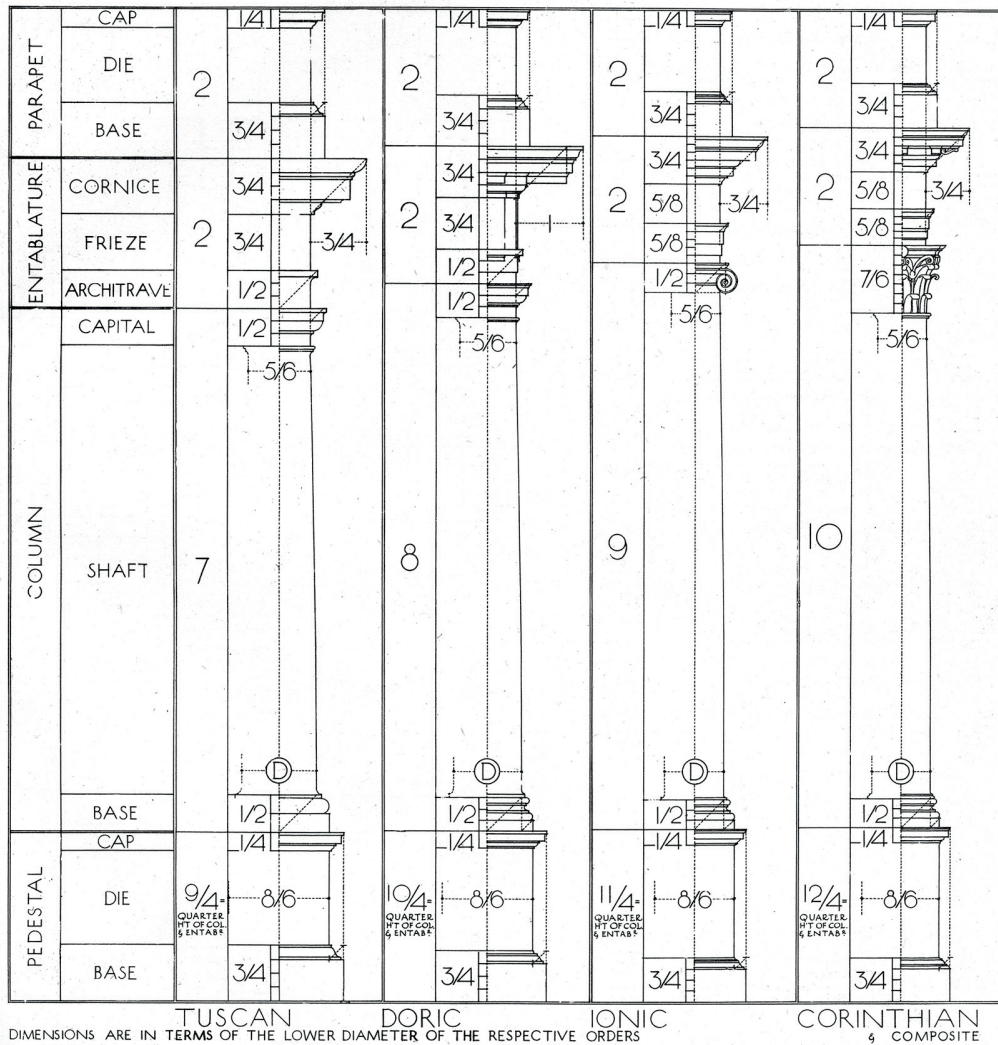 PARAPET
CAP
DIE
BASE
ENTABLATURE
CORNICE
FRIEZE
ARCHITRAVE
COLUMN
CAPITAL
SHAFT
BASE
PEDESTAL
CAP
DIE
BASE
1/4
2
3/4
3/4
2
3/4
3/4
1/2
1/2
5/6
7
D
1/2
1/4
9/4=
QUARTER
H'T OF COL.
& ENTABR.
8/6
3/4
1/4
2
3/4
3/4
2
3/4
1
1/2
1/2
5/6
8
D
1/2
1/4
10/4=
QUARTER
H'T OF COL.
& ENTABR.
8/6
3/4
1/4
2
3/4
3/4
2
5/8
3/4
5/8
1/2
5/6
9
D
1/2
1/4
11/4=
QUARTER
H'T OF COL.
& ENTABR.
8/6
3/4
1/4
2
3/4
3/4
2
5/8
3/4
5/8
7/6
5/6
10
D
1/2
1/4
12/4=
QUARTER
H'T OF COL.
& ENTABR.
8/6
3/4
TUSCAN
DORIC
IONIC
CORINTHIAN
& COMPOSITE
DIMENSIONS ARE IN TERMS OF THE LOWER DIAMETER OF THE RESPECTIVE ORDERS